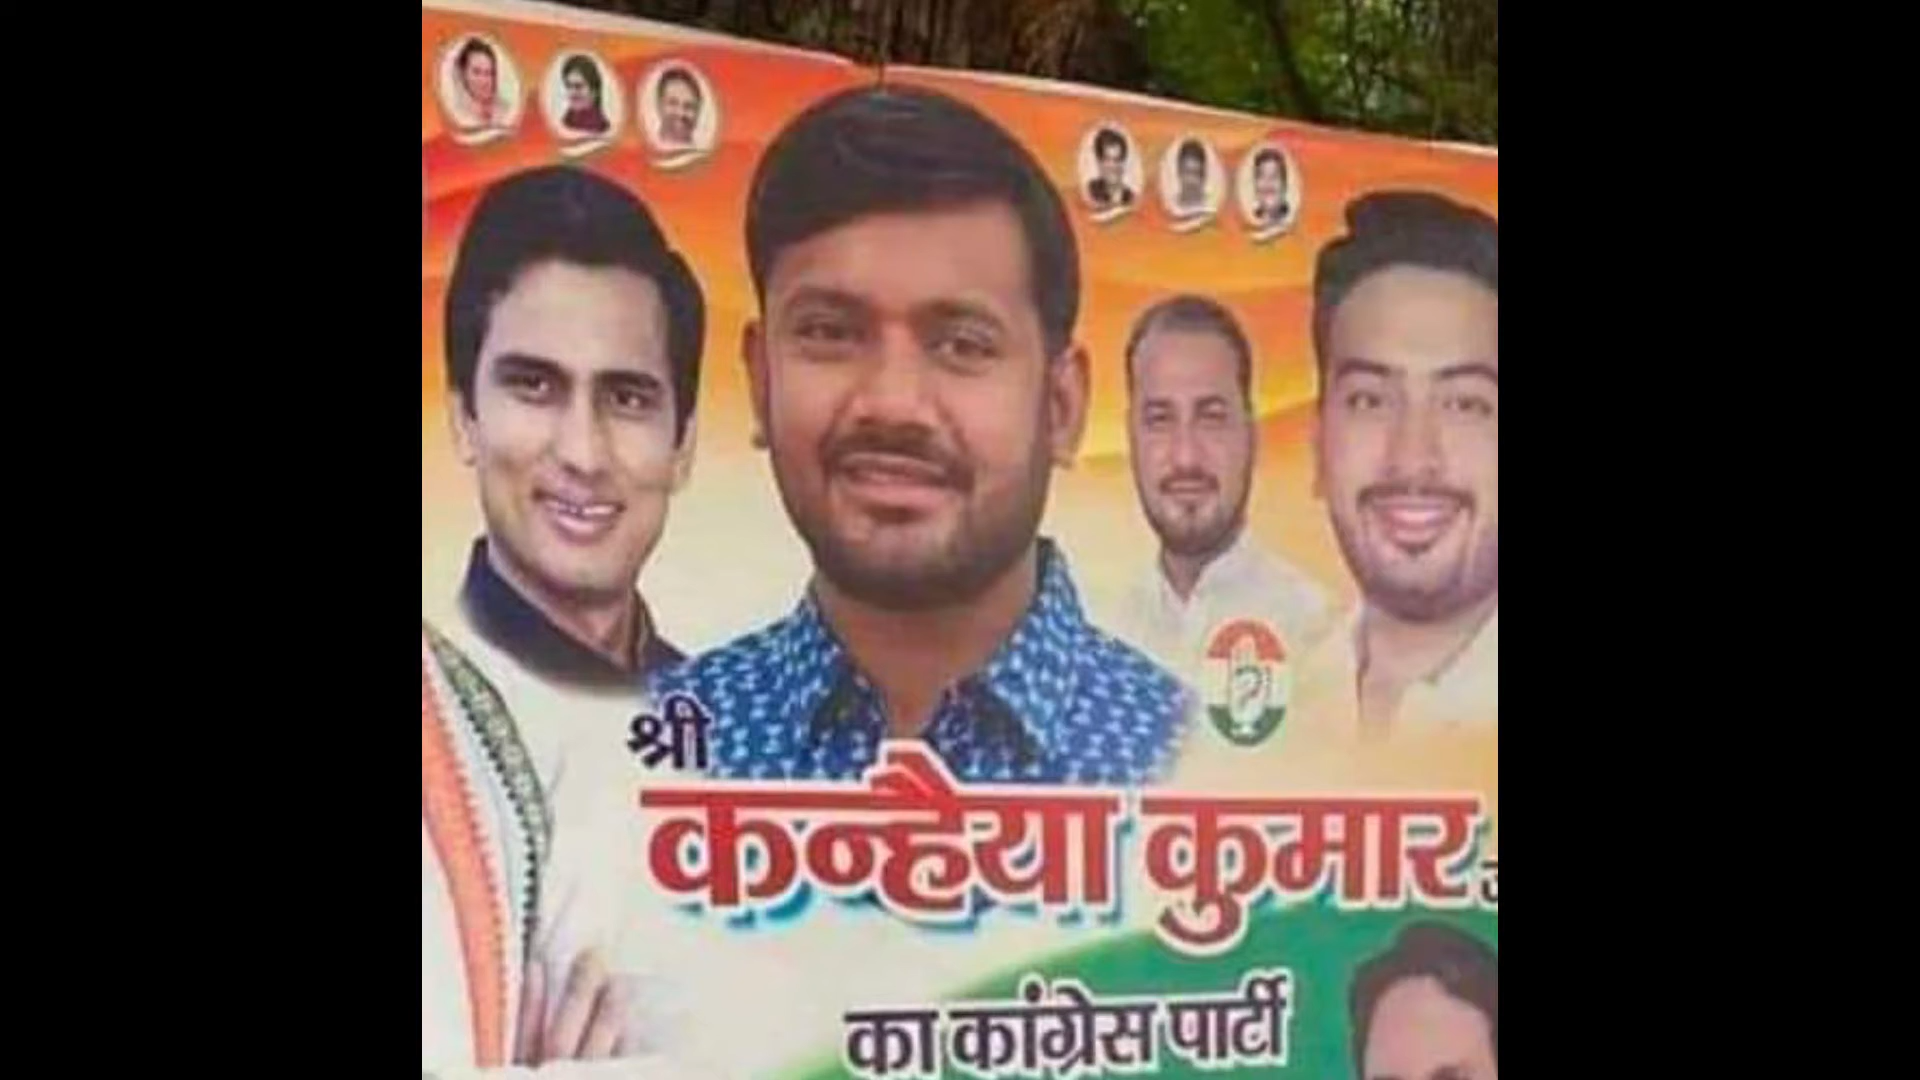 श्री
कन्हैया कुमार
का कांग्रेस पार्टी